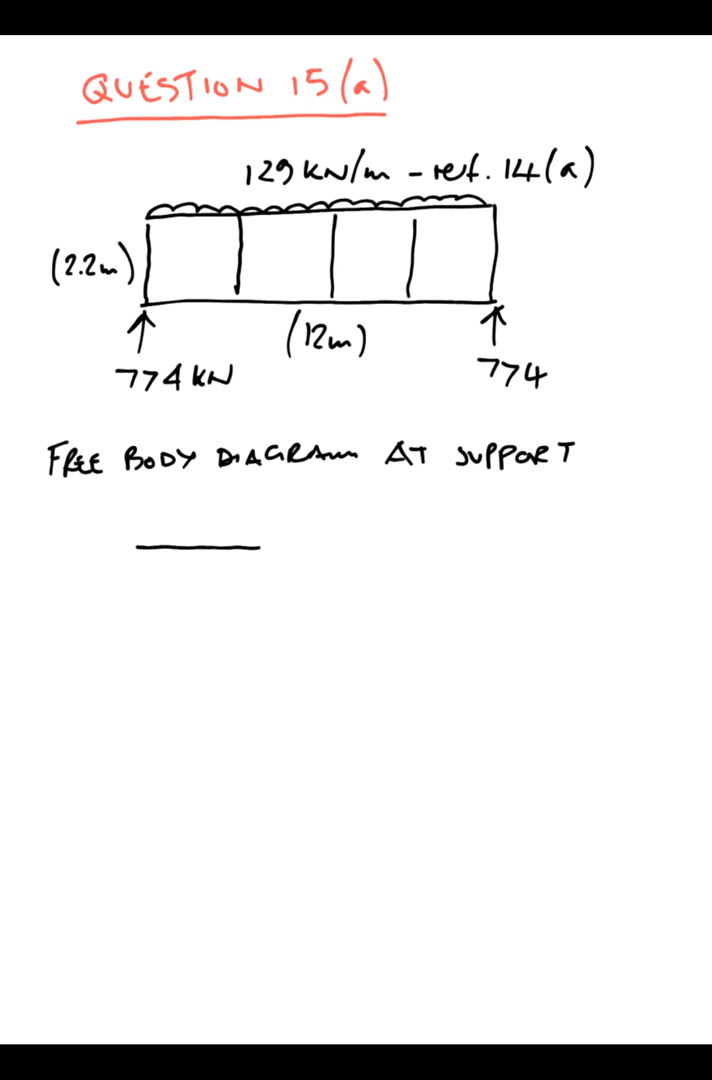 QUESTION 15(a)
129 kN/m - ref. 14(a)
(2.2m)
(12m)
774 kN
774
FREE BODY DIAGRAM AT SUPPORT